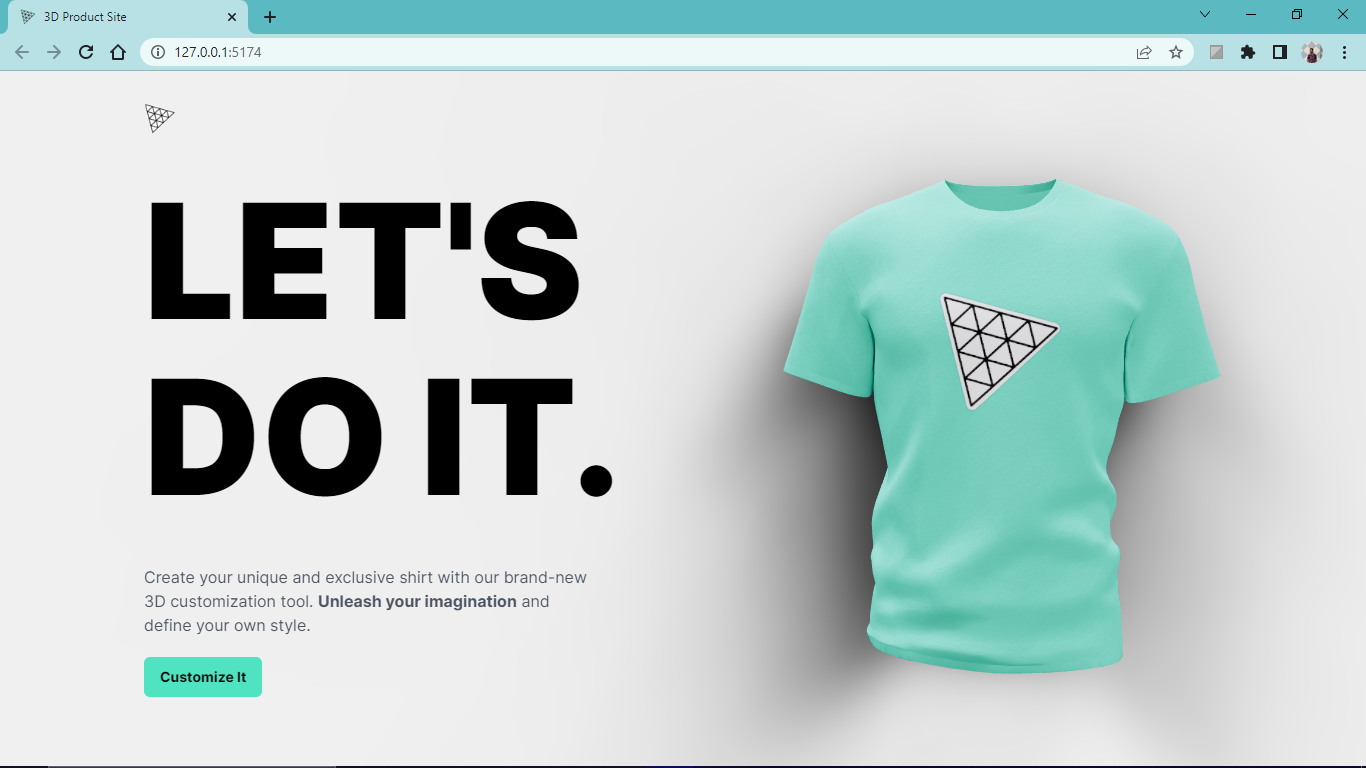 3D Product Site
127.0.0.1:5174
LET'S
DO IT.
Create your unique and exclusive shirt with our brand-new
3D customization tool. Unleash your imagination and
define your own style.
Customize It